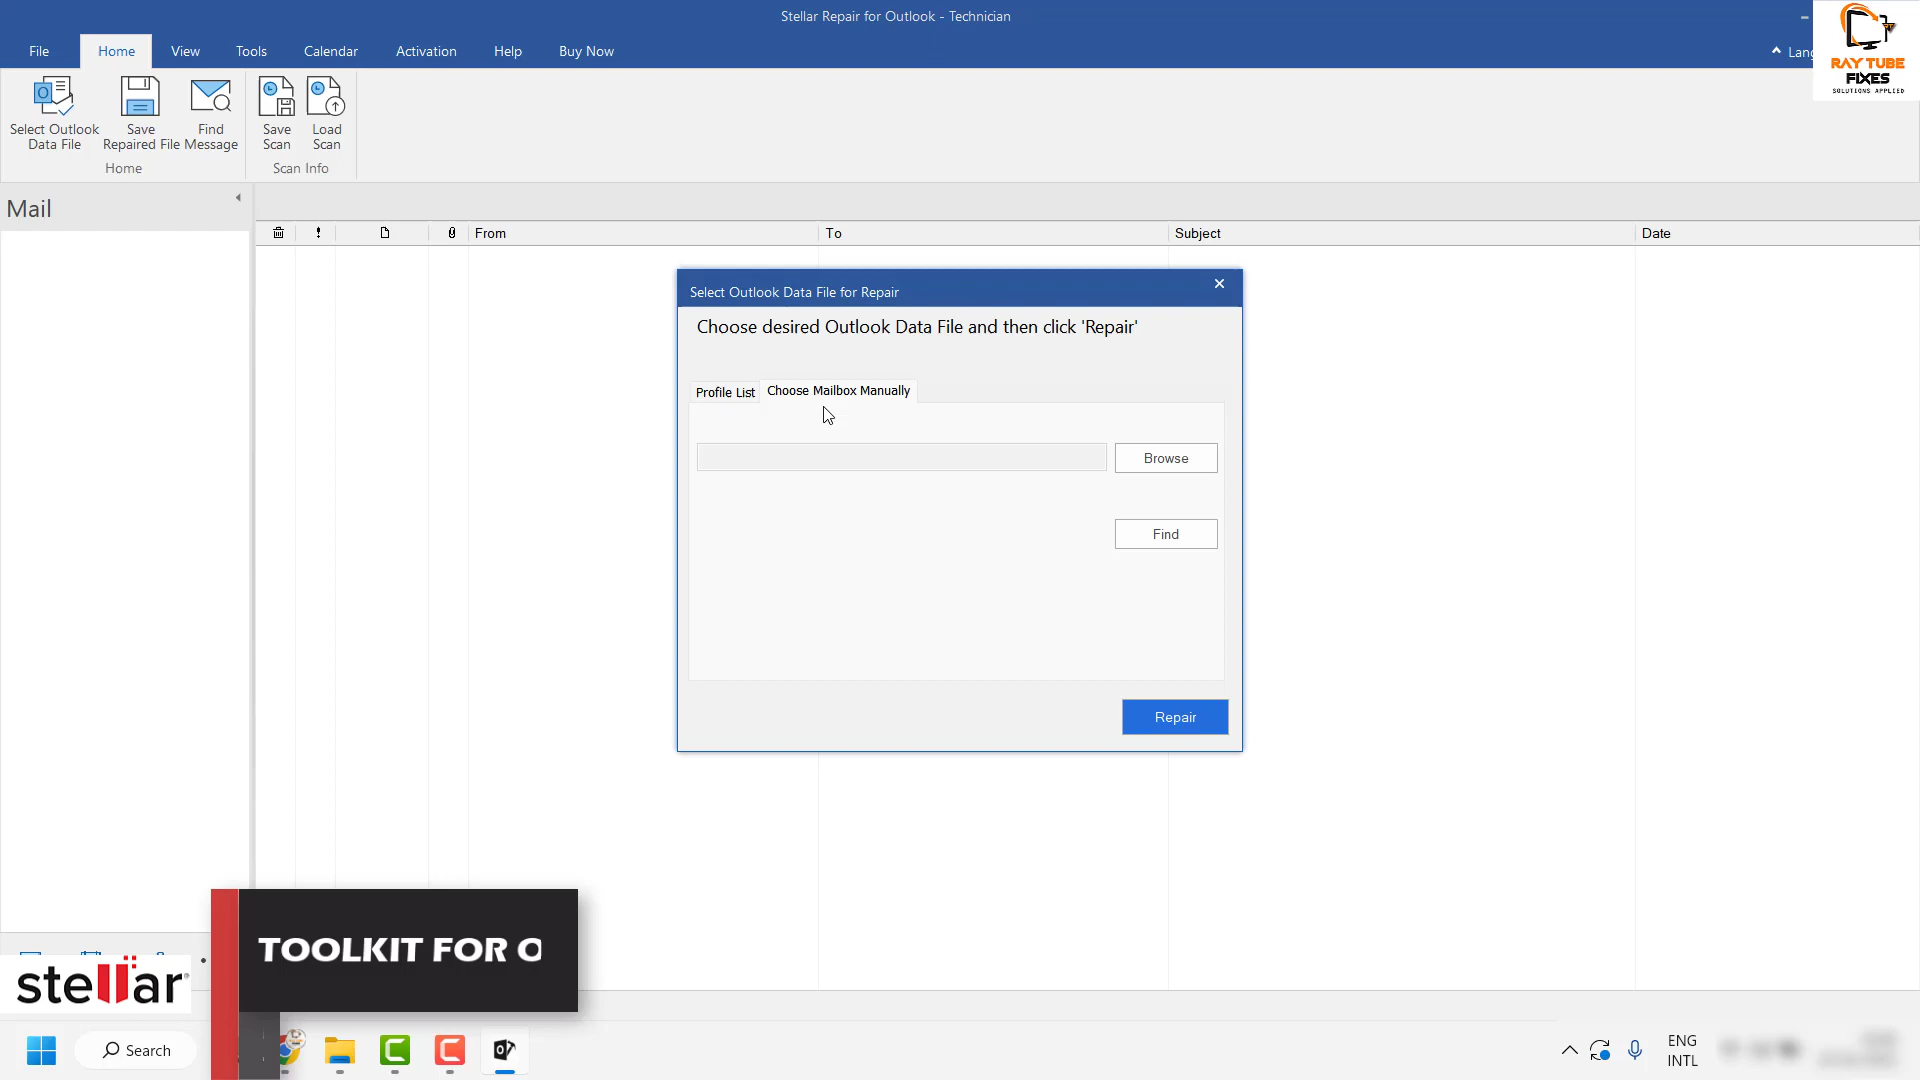 Stellar Repair for Outlook - Technician
File Home View Tools Calendar Activation Help Buy Now
RAY TUBE
FIXES
SOLUTIONS APPLIED
Select Outlook
Data File
Save
Repaired File
Find
Message
Save
Scan
Load
Scan
Home
Scan Info
Mail
From To Subject Date
Select Outlook Data File for Repair
Choose desired Outlook Data File and then click 'Repair'
Profile List Choose Mailbox Manually
Browse
Find
Repair
TOOLKIT FOR O
stellar
Search
ENG
INTL